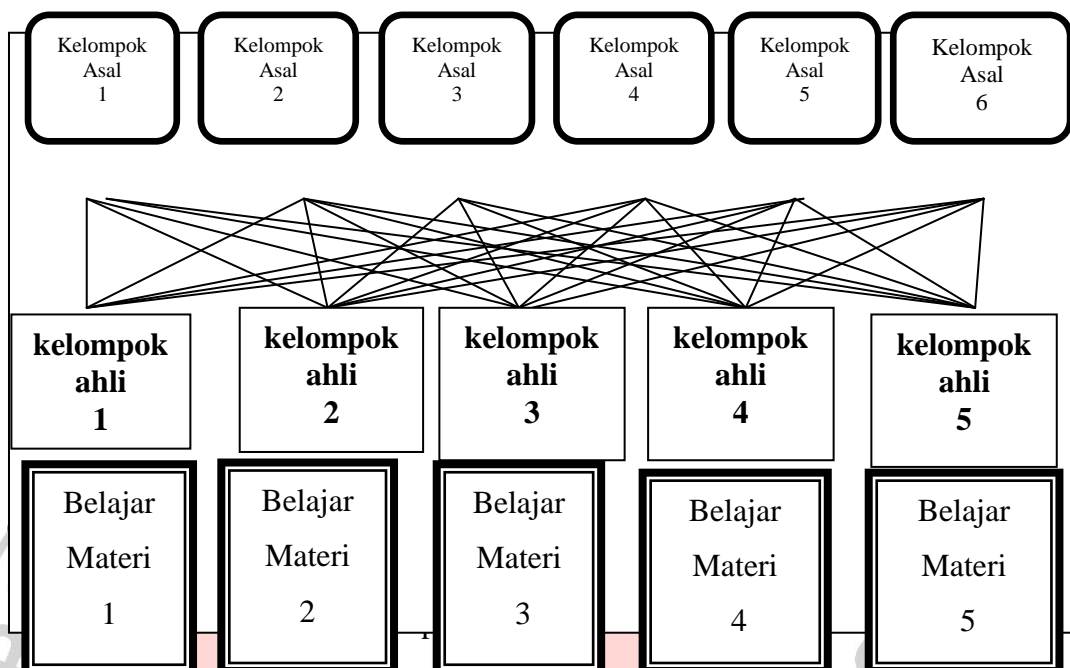 Kelompok
Asal
1
Kelompok
Asal
2
Kelompok
Asal
3
Kelompok
Asal
4
Kelompok
Asal
5
Kelompok
Asal
6
kelompok
ahli
1
kelompok
ahli
2
kelompok
ahli
3
kelompok
ahli
4
kelompok
ahli
5
Belajar
Materi
1
Belajar
Materi
2
Belajar
Materi
3
Belajar
Materi
4
Belajar
Materi
5